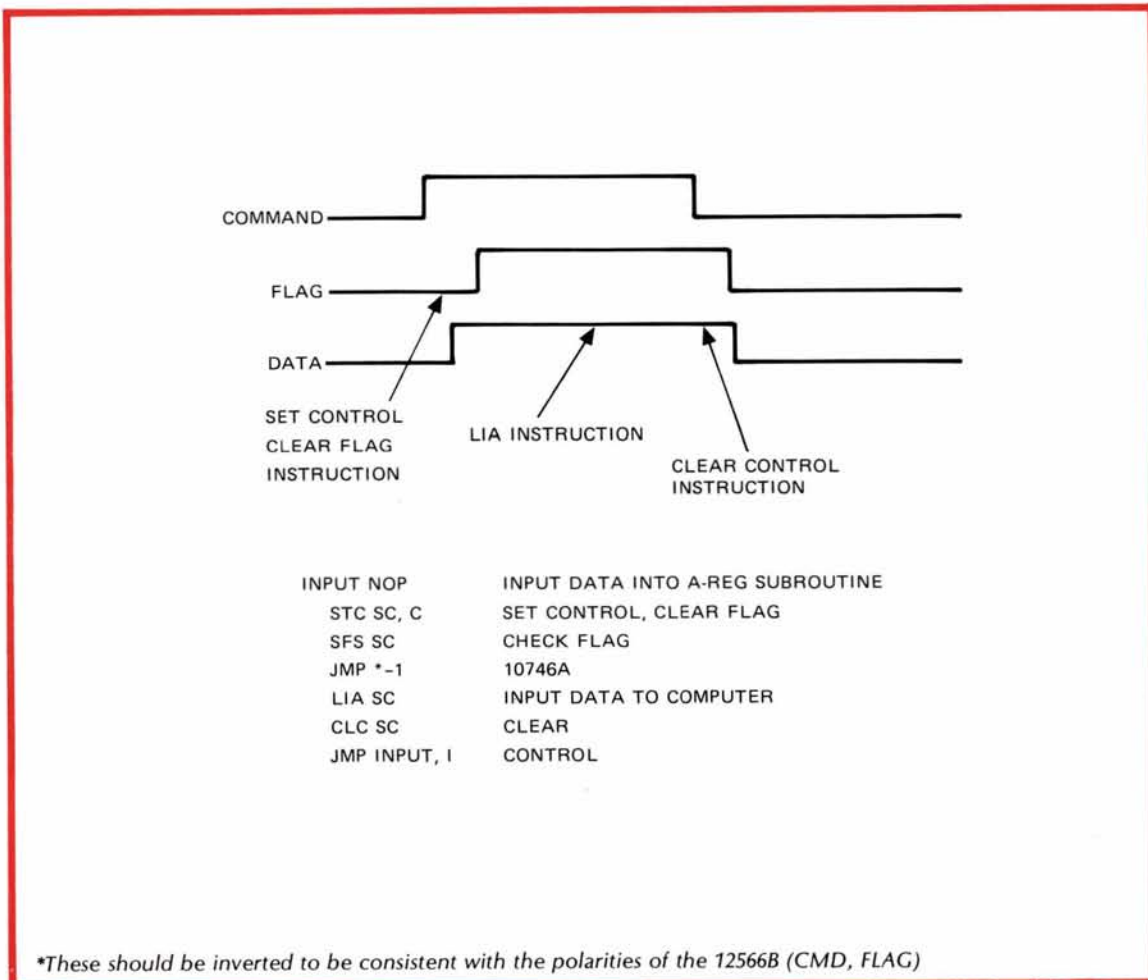 COMMAND
FLAG
DATA
SET CONTROL
CLEAR FLAG
INSTRUCTION
LIA INSTRUCTION
CLEAR CONTROL
INSTRUCTION
INPUT NOP INPUT DATA INTO A-REG SUBROUTINE
STC SC, C SET CONTROL, CLEAR FLAG
SFS SC CHECK FLAG
JMP *-1 10746A
LIA SC INPUT DATA TO COMPUTER
CLC SC CLEAR
JMP INPUT, I CONTROL
*These should be inverted to be consistent with the polarities of the 12566B (CMD, FLAG)